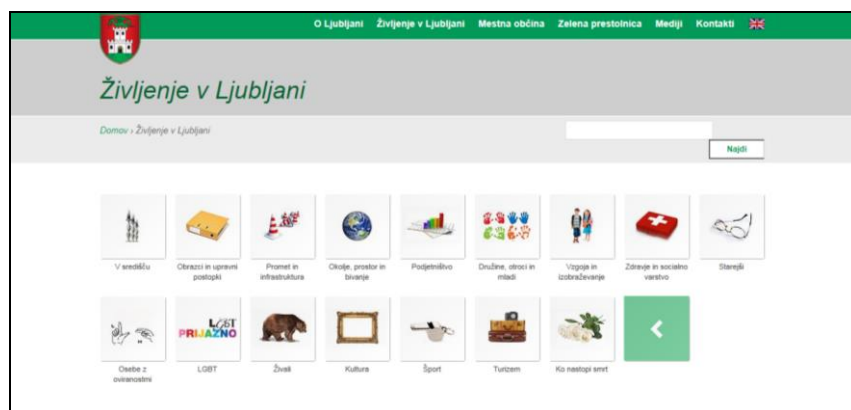 O Ljubljani Življenje v Ljubljani Mestna občina Zelena prestolnica Mediji Kontakti
Življenje v Ljubljani
Domov › Življenje v Ljubljani
Najdi
V središču
Obrazci in upravni
postopki
Promet in
infrastruktura
Okolje, prostor in
bivanje
Podjetništvo
Družine, otroci in
mladi
Vzgoja in
izobraževanje
Zdravje in socialno
varstvo
Starejši
LGBT
PRIJAZNO
Osebe z
oviranostmi
LGBT
Živali
Kultura
Šport
Turizem
Ko nastopi smrt